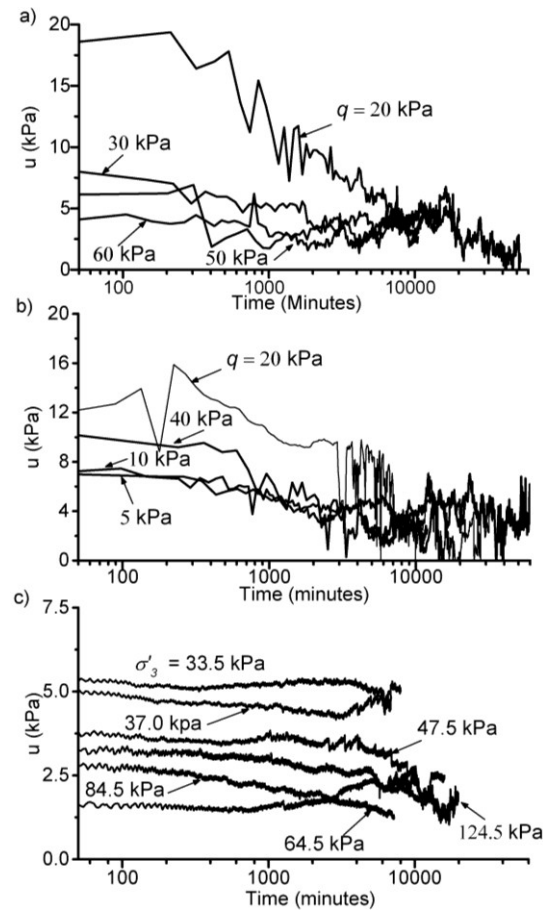 a)
20
15
10
5
0
u (kPa)
q = 20 kPa
30 kPa
60 kPa
50 kPa
100 1000 10000
Time (Minutes)
b)
20
16
12
8
4
0
u (kPa)
q = 20 kPa
40 kPa
10 kPa
5 kPa
100 1000 10000
Time (minutes)
c)
7.5
5.0
2.5
0.0
u (kPa)
σ'3 = 33.5 kPa
37.0 kpa
47.5 kPa
84.5 kPa
64.5 kPa
124.5 kPa
100 1000 10000
Time (minutes)